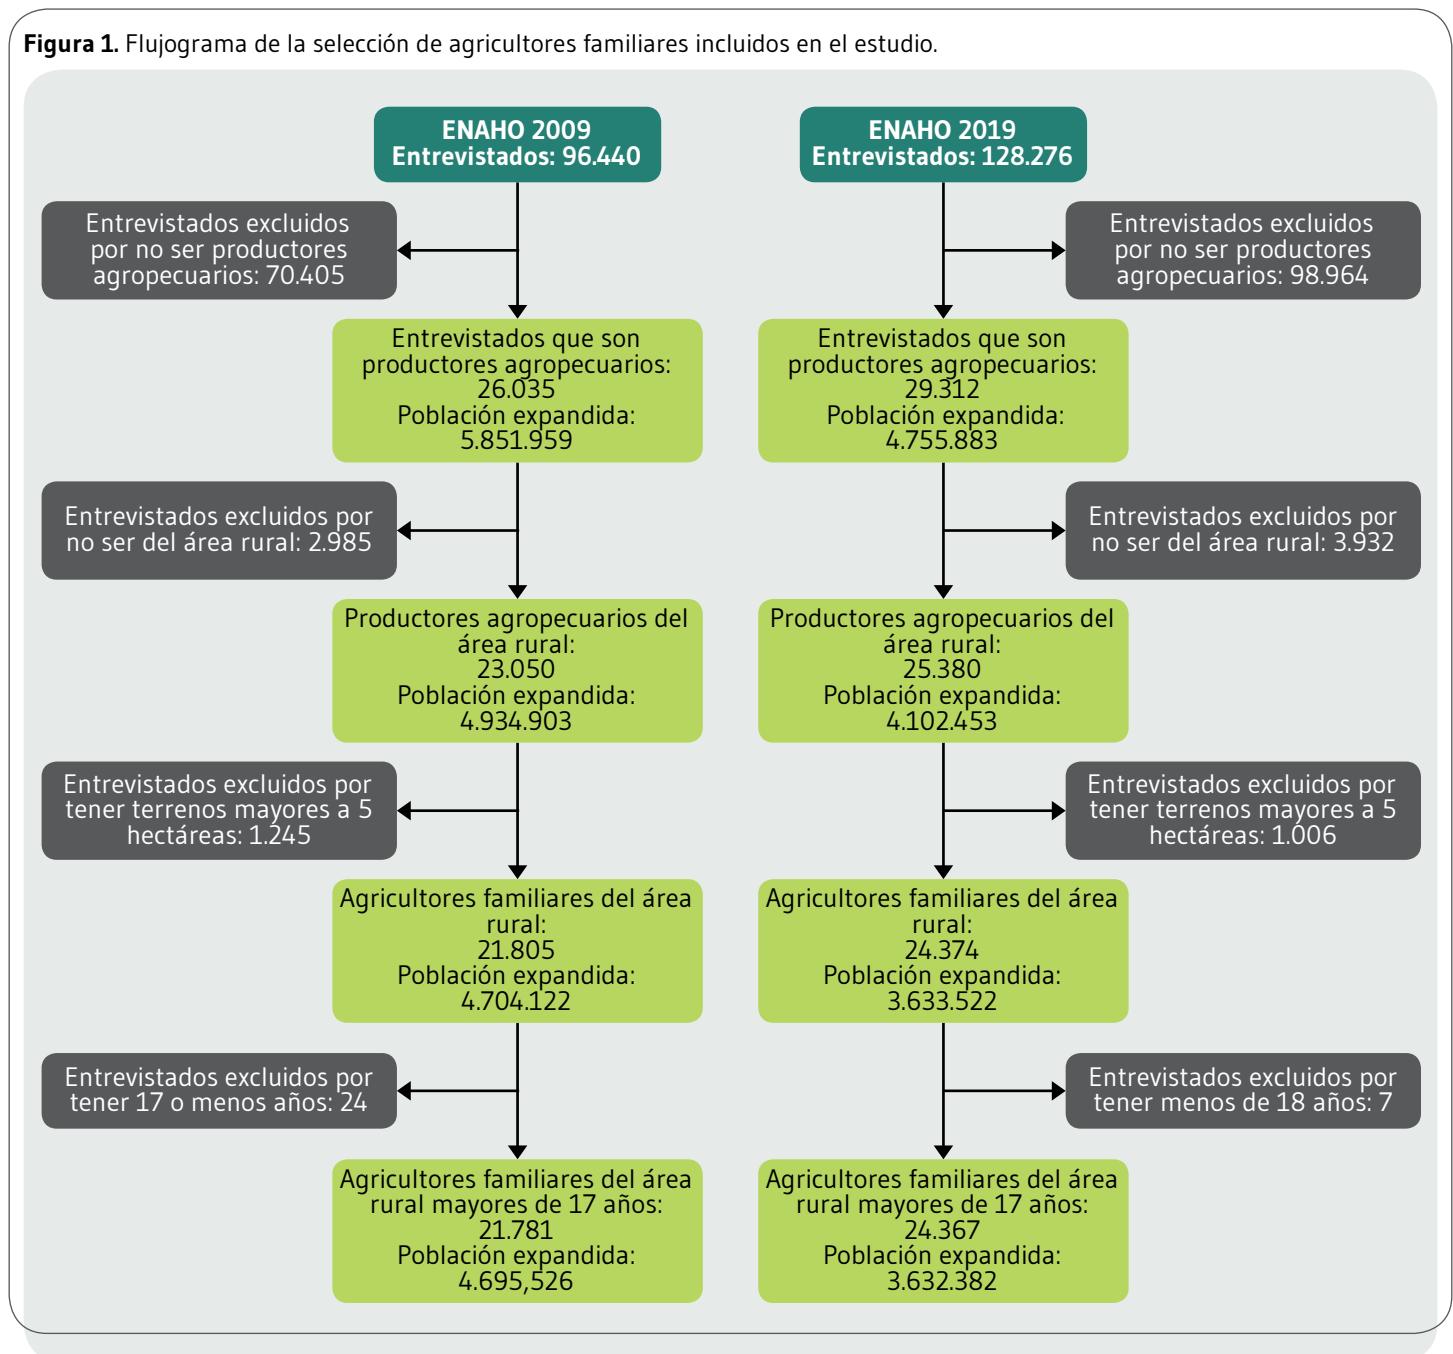 Figura 1. Flujograma de la selección de agricultores familiares incluidos en el estudio.
ENAHO 2009
Entrevistados: 96.440
Entrevistados excluidos
por no ser productores
agropecuarios: 70.405
Entrevistados que son
productores agropecuarios:
26.035
Población expandida:
5.851.959
Entrevistados excluidos por
no ser del área rural: 2.985
Productores agropecuarios del
área rural:
23.050
Población expandida:
4.934.903
Entrevistados excluidos por
tener terrenos mayores a 5
hectáreas: 1.245
Agricultores familiares del área
rural:
21.805
Población expandida:
4.704.122
Entrevistados excluidos por
tener 17 o menos años: 24
Agricultores familiares del área
rural mayores de 17 años:
21.781
Población expandida:
4.695,526
ENAHO 2019
Entrevistados: 128.276
Entrevistados excluidos
por no ser productores
agropecuarios: 98.964
Entrevistados que son
productores agropecuarios:
29.312
Población expandida:
4.755.883
Entrevistados excluidos por
no ser del área rural: 3.932
Productores agropecuarios del
área rural:
25.380
Población expandida:
4.102.453
Entrevistados excluidos por
tener terrenos mayores a 5
hectáreas: 1.006
Agricultores familiares del área
rural:
24.374
Población expandida:
3.633.522
Entrevistados excluidos por
tener menos de 18 años: 7
Agricultores familiares del área
rural mayores de 17 años:
24.367
Población expandida:
3.632.382